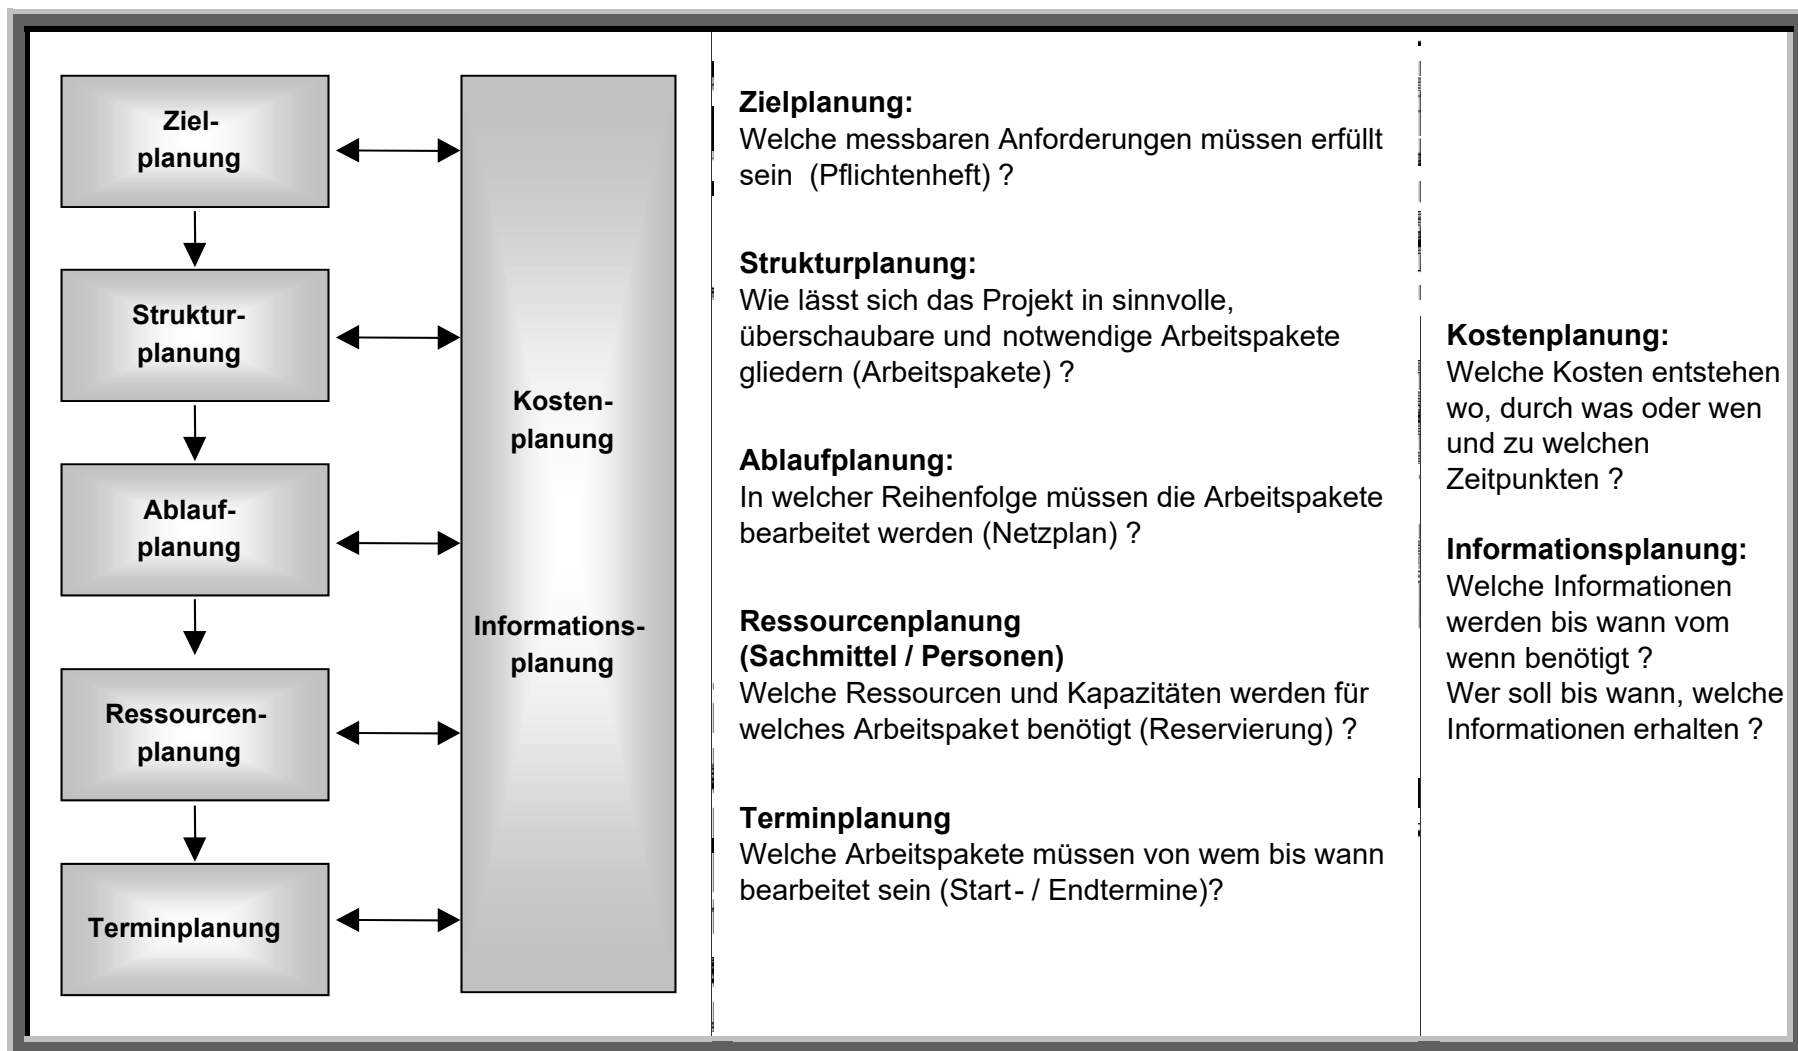 Ziel-
planung
Struktur-
planung
Ablauf-
planung
Ressourcen-
planung
Terminplanung
Kosten-
planung
Informations-
planung
Zielplanung:
Welche messbaren Anforderungen müssen erfüllt
sein (Pflichtenheft) ?
Strukturplanung:
Wie lässt sich das Projekt in sinnvolle,
überschaubare und notwendige Arbeitspakete
gliedern (Arbeitspakete) ?
Ablaufplanung:
In welcher Reihenfolge müssen die Arbeitspakete
bearbeitet werden (Netzplan) ?
Ressourcenplanung
(Sachmittel / Personen)
Welche Ressourcen und Kapazitäten werden für
welches Arbeitspaket benötigt (Reservierung) ?
Terminplanung
Welche Arbeitspakete müssen von wem bis wann
bearbeitet sein (Start- / Endtermine)?
Kostenplanung:
Welche Kosten entstehen
wo, durch was oder wen
und zu welchen
Zeitpunkten ?
Informationsplanung:
Welche Informationen
werden bis wann vom
wenn benötigt ?
Wer soll bis wann, welche
Informationen erhalten ?